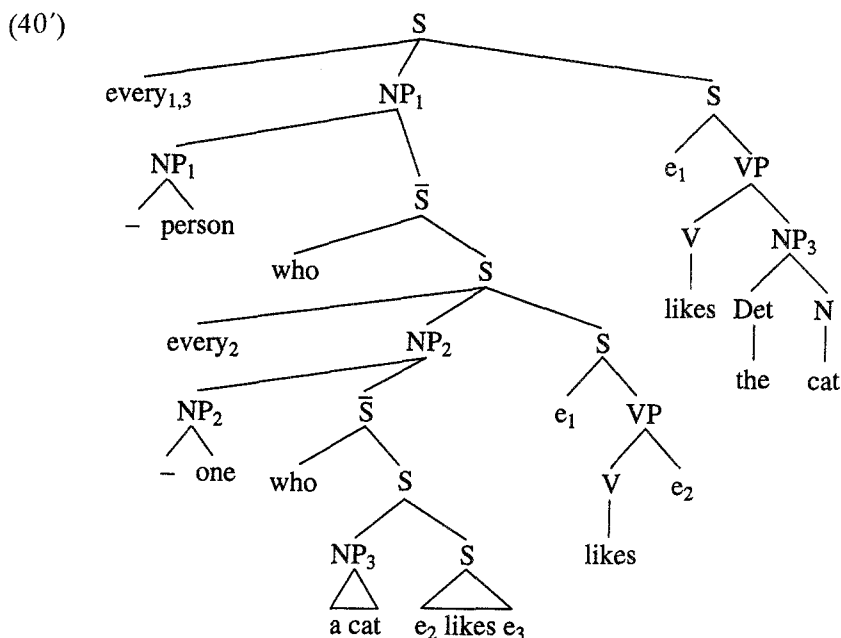 (40′) S
every₁,₃ NP₁ S
NP₁ S̄ e₁ VP
– person who S V NP₃
every₂ NP₂ S likes Det N
NP₂ S̄ e₁ VP the cat
– one who S V e₂
NP₃ S likes
a cat e₂ likes e₃